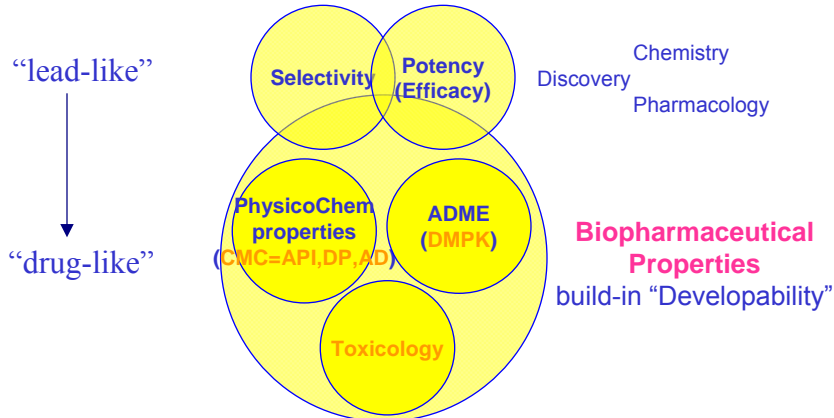 “lead-like”
“drug-like”
Selectivity
Potency
(Efficacy)
Chemistry
Discovery
Pharmacology
PhysicoChem
properties
(CMC=API,DP,AD)
ADME
(DMPK)
Toxicology
Biopharmaceutical
Properties
build-in “Developability”